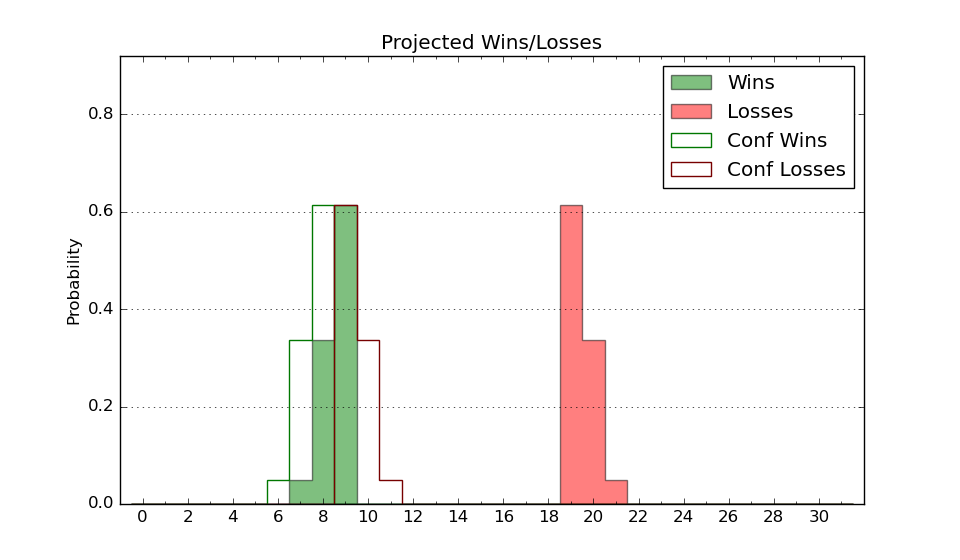 Projected Wins/Losses
Wins
Losses
Conf Wins
Conf Losses
Probability
0.8
0.6
0.4
0.2
0.0
0 2 4 6 8 10 12 14 16 18 20 22 24 26 28 30